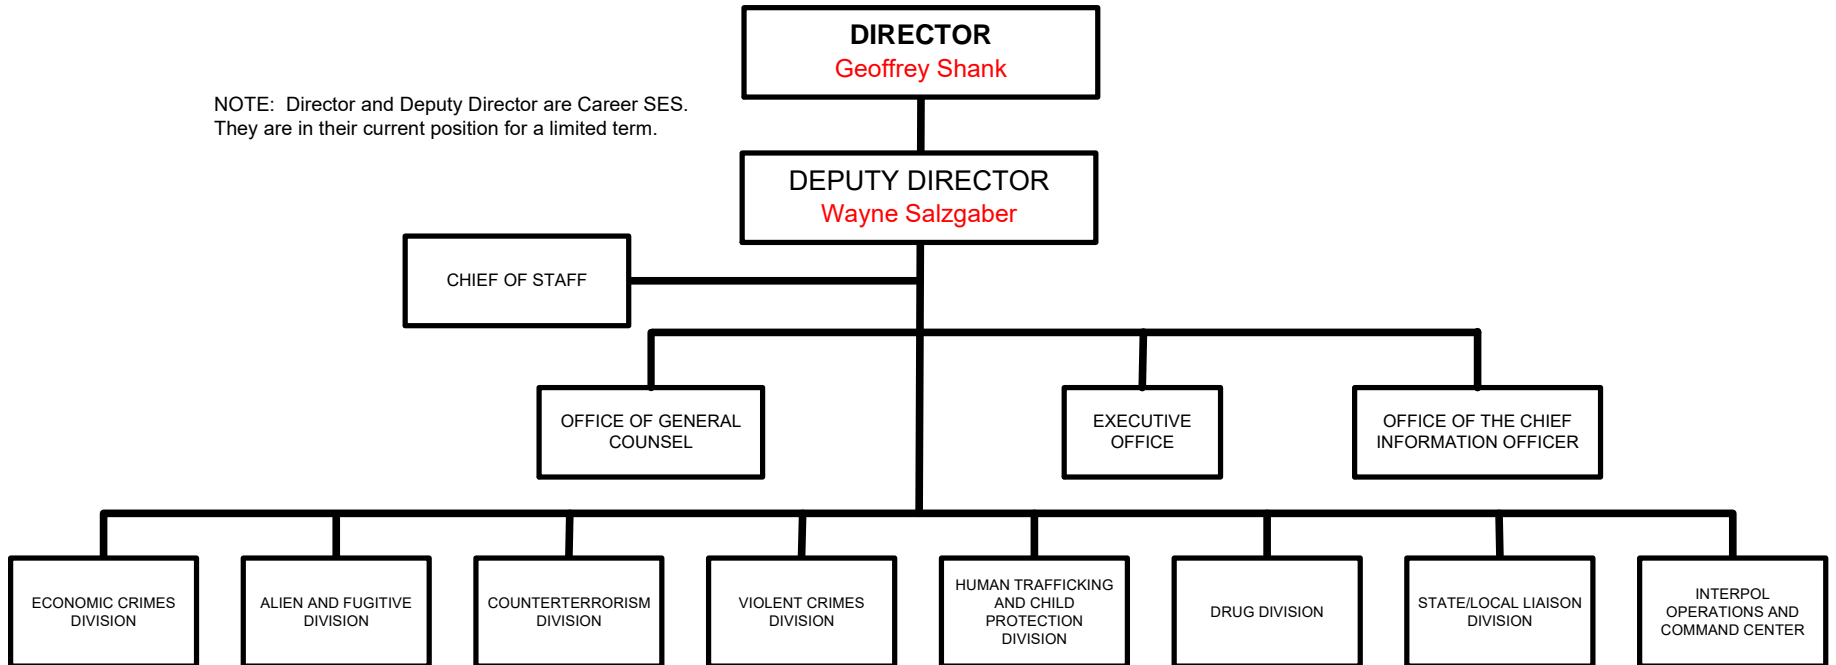 DIRECTOR
Geoffrey Shank
NOTE:  Director and Deputy Director are Career SES.
They are in their current position for a limited term.
DEPUTY DIRECTOR
Wayne Salzgaber
CHIEF OF STAFF
OFFICE OF GENERAL
COUNSEL
EXECUTIVE
OFFICE
OFFICE OF THE CHIEF
INFORMATION OFFICER
ECONOMIC CRIMES
DIVISION
ALIEN AND FUGITIVE
DIVISION
COUNTERTERRORISM
DIVISION
VIOLENT CRIMES
DIVISION
HUMAN TRAFFICKING
AND CHILD
PROTECTION
DIVISION
DRUG DIVISION
STATE/LOCAL LIAISON
DIVISION
INTERPOL
OPERATIONS AND
COMMAND CENTER